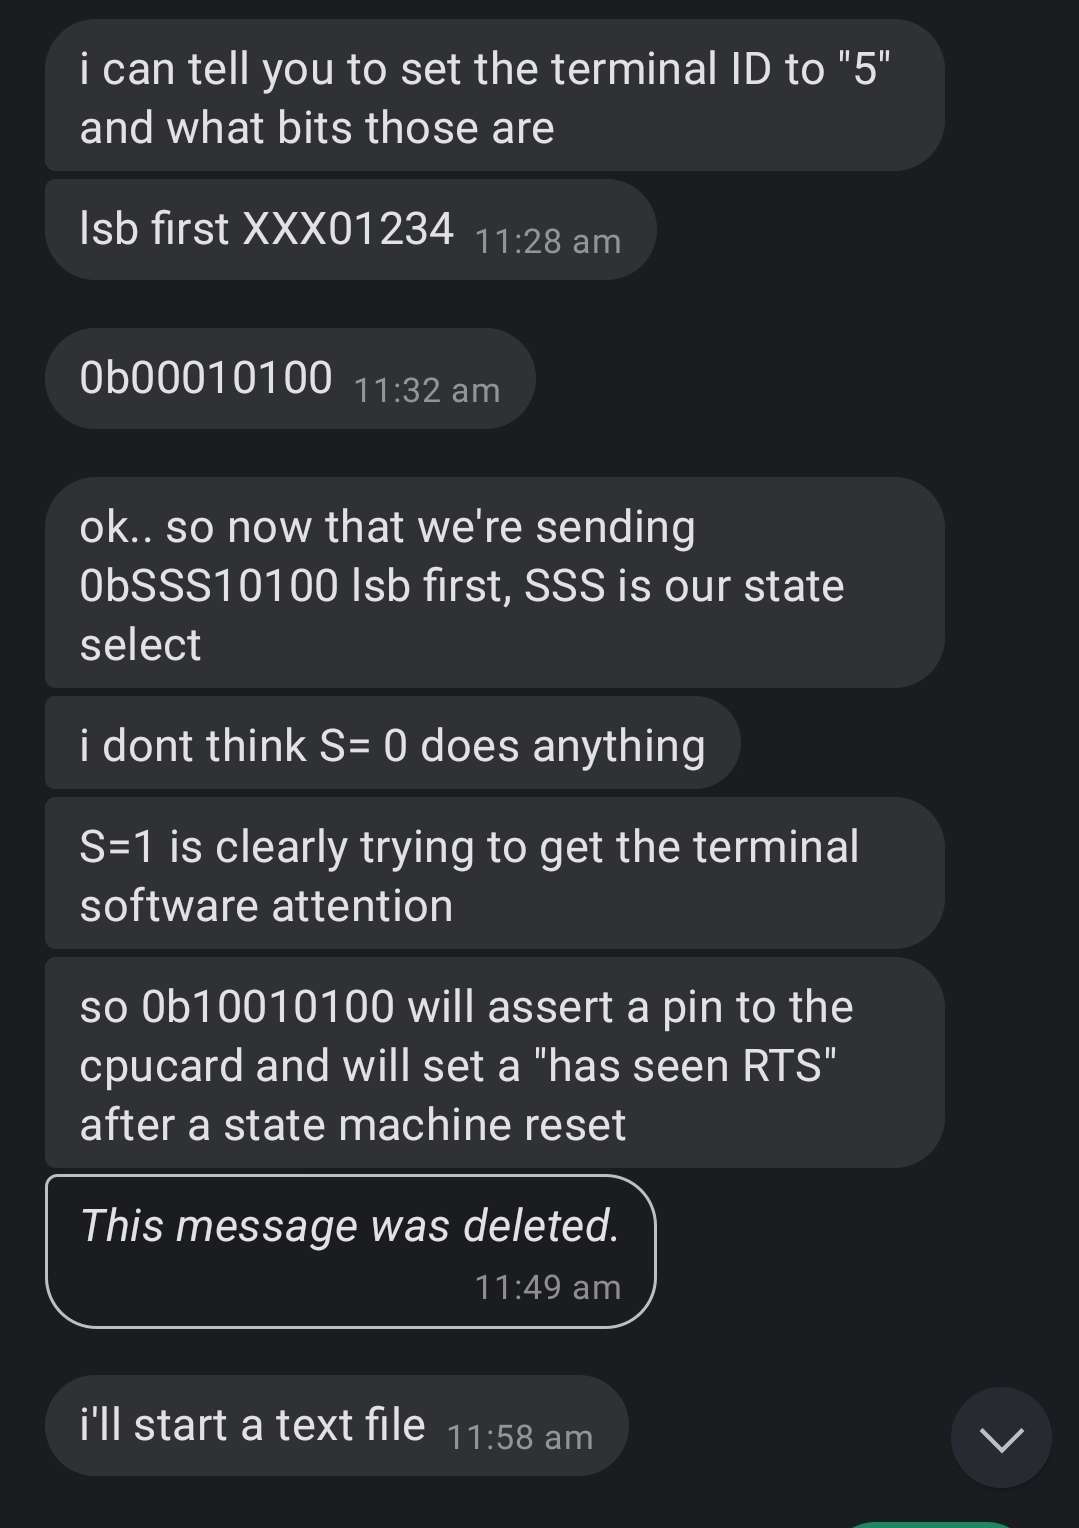 i can tell you to set the terminal ID to "5"
and what bits those are
lsb first XXX01234 11:28 am
0b00010100 11:32 am
ok.. so now that we're sending
0bSSS10100 lsb first, SSS is our state
select
i dont think S= 0 does anything
S=1 is clearly trying to get the terminal
software attention
so 0b10010100 will assert a pin to the
cpucard and will set a "has seen RTS"
after a state machine reset
This message was deleted.
11:49 am
i'll start a text file 11:58 am